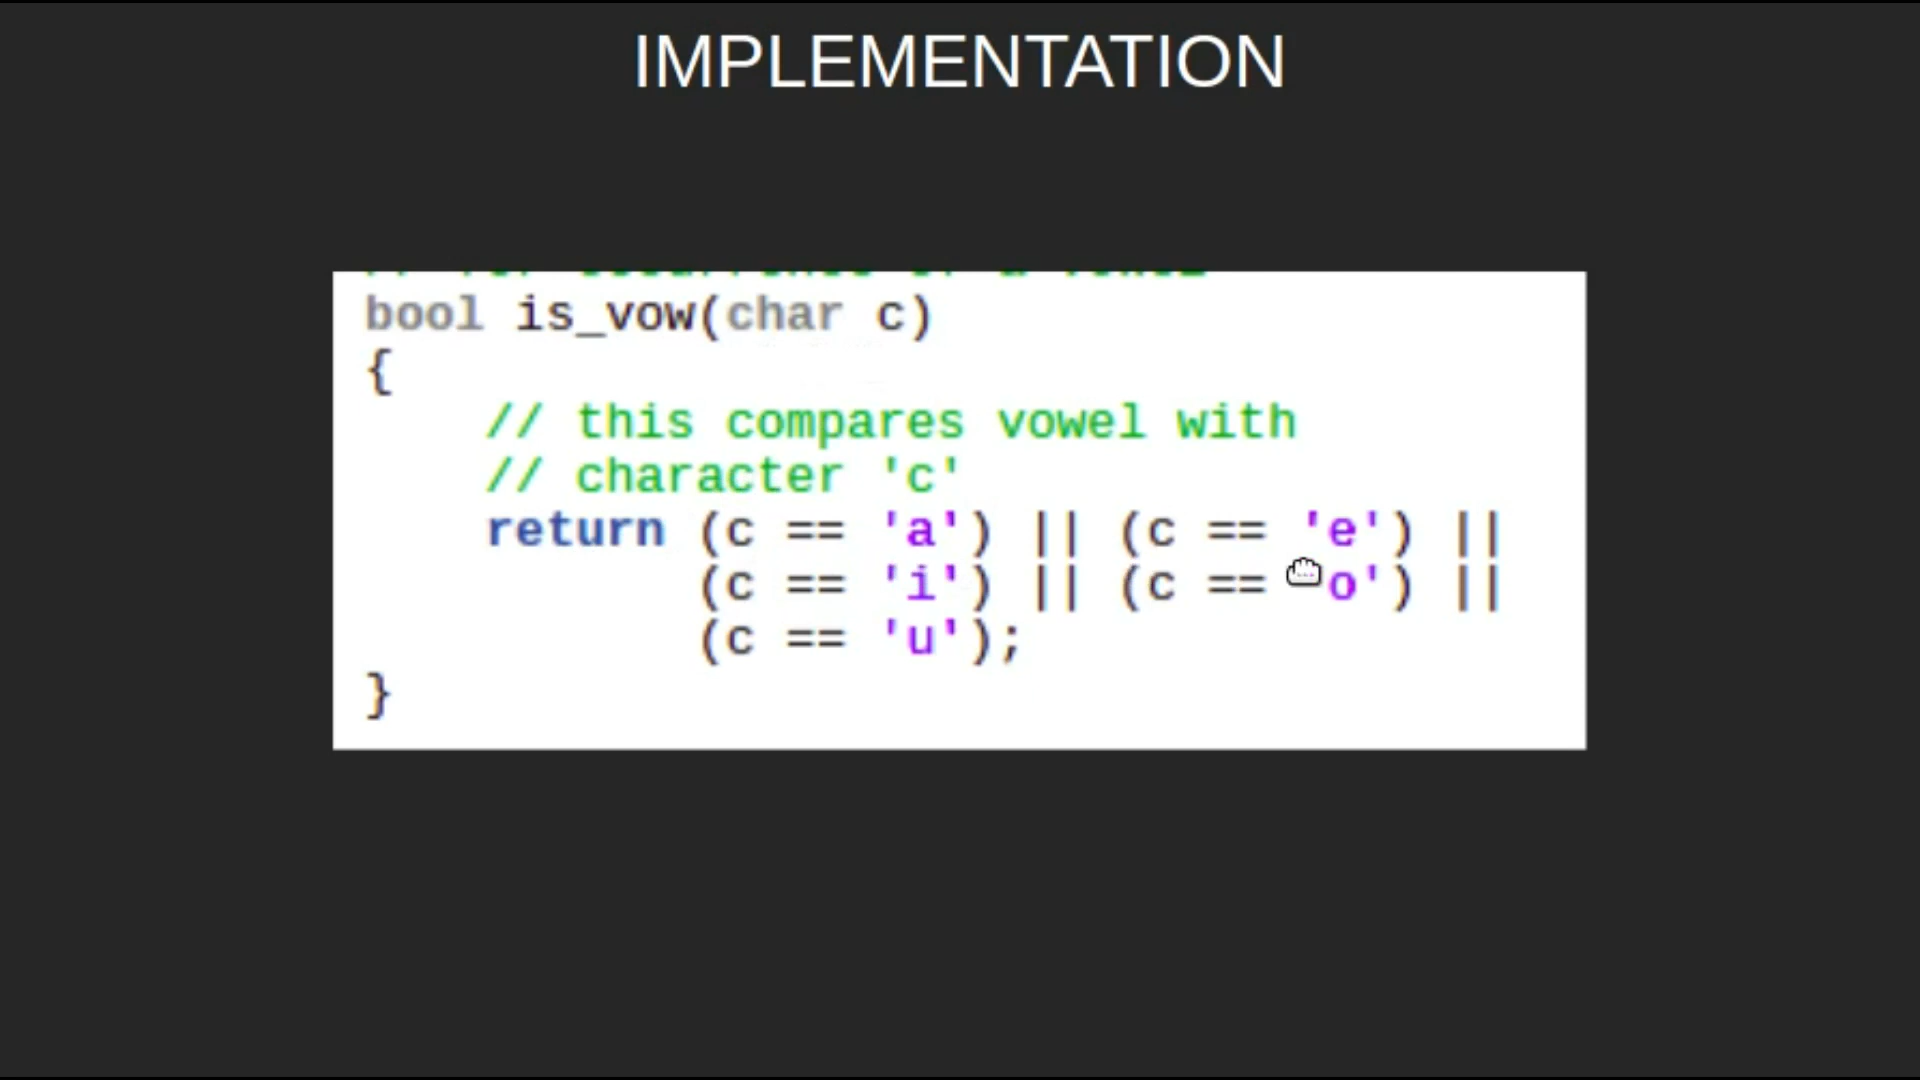 IMPLEMENTATION
bool is_vow(char c)
{
    // this compares vowel with
    // character 'c'
    return (c == 'a') || (c == 'e') ||
           (c == 'i') || (c == 'o') ||
           (c == 'u');
}